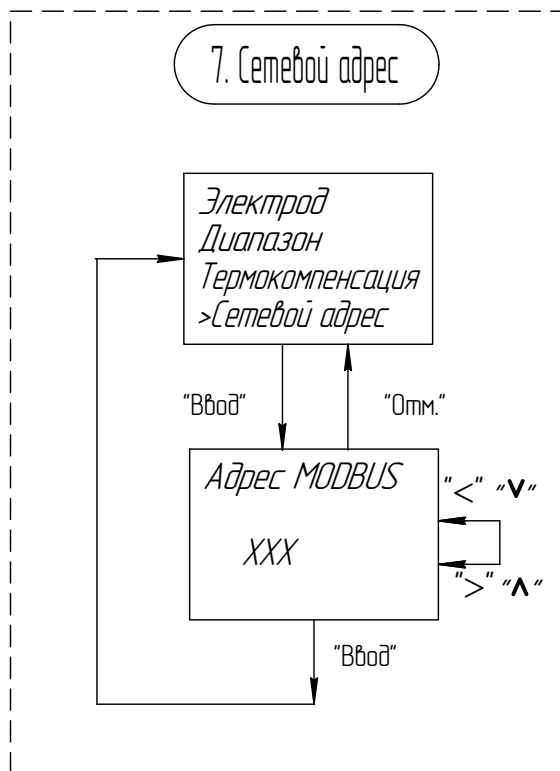 7. Сетевой адрес
Электрод
Диапазон
Термокомпенсация
>Сетевой адрес
"Ввод"
"Отм."
Адрес MODBUS
XXX
"<" "∨"
">" "∧"
"Ввод"